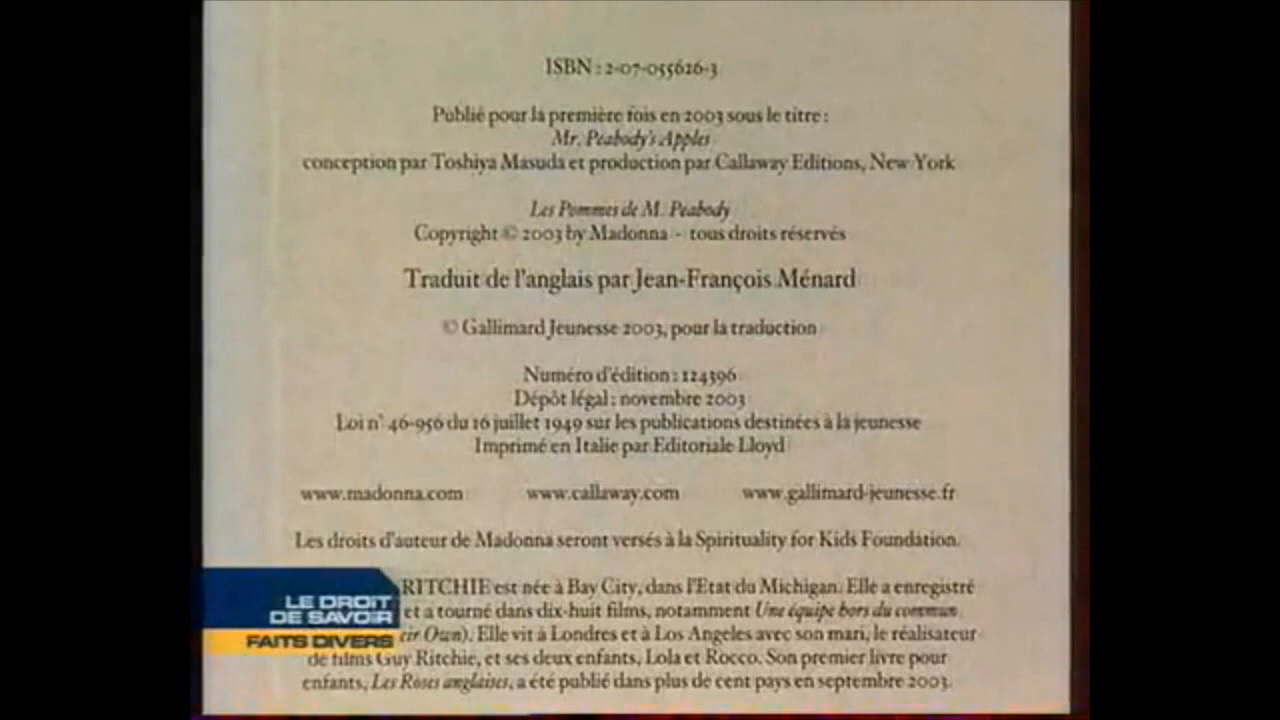 ISBN : 2-07-055626-3
Publié pour la première fois en 2003 sous le titre :
Mr. Peabody's Apples
conception par Toshiya Masuda et production par Callaway Editions, New York
Les Pommes de M. Peabody
Copyright © 2003 by Madonna - tous droits réservés
Traduit de l'anglais par Jean-François Ménard
© Gallimard Jeunesse 2003, pour la traduction
Numéro d'édition : 124396
Dépôt légal : novembre 2003
Loi n° 46-956 du 16 juillet 1949 sur les publications destinées à la jeunesse
Imprimé en Italie par Editoriale Lloyd
www.madonna.com www.callaway.com www.gallimard-jeunesse.fr
Les droits d'auteur de Madonna seront versés à la Spirituality for Kids Foundation.
RITCHIE est née à Bay City, dans l'Etat du Michigan. Elle a enregistré
et a tourné dans dix-huit films, notamment Une équipe hors du commun
Own). Elle vit à Londres et à Los Angeles avec son mari, le réalisateur
de films Guy Ritchie, et ses deux enfants, Lola et Rocco. Son premier livre pour
enfants, Les Roses anglaises, a été publié dans plus de cent pays en septembre 2003.
LE DROIT
DE SAVOIR
FAITS DIVERS